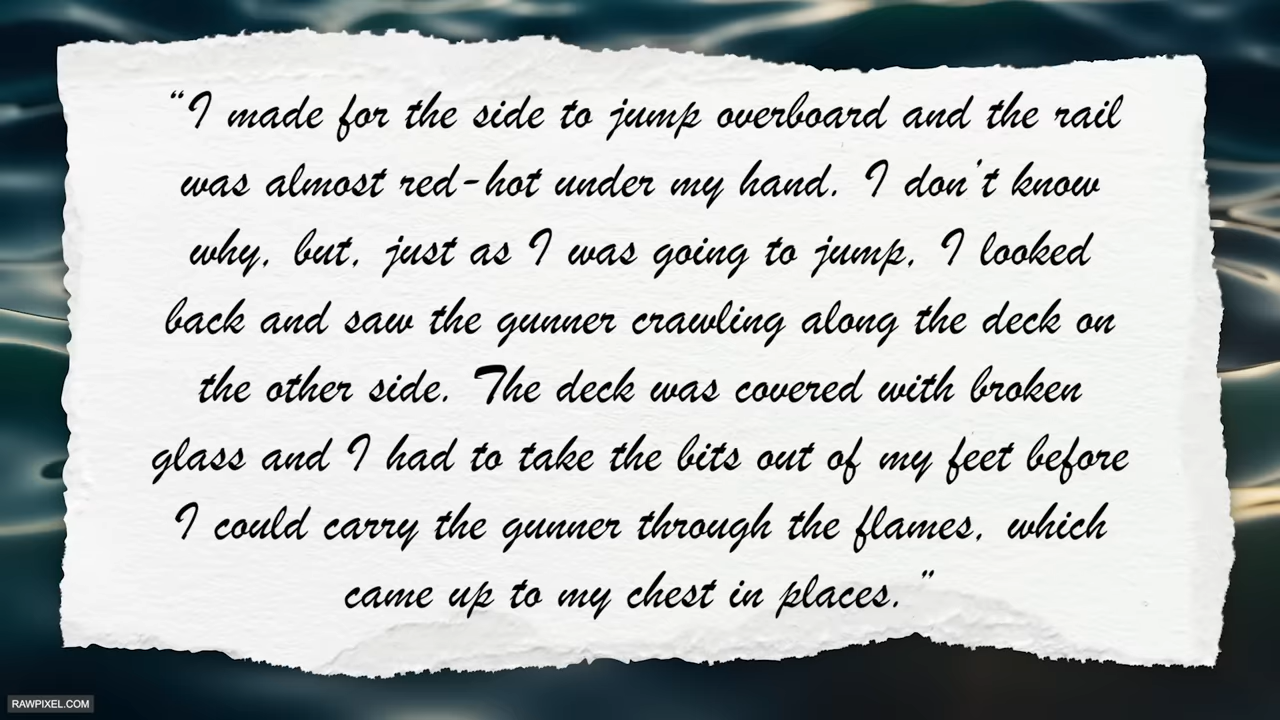 “I made for the side to jump overboard and the rail
was almost red-hot under my hand. I don't know
why, but, just as I was going to jump, I looked
back and saw the gunner crawling along the deck on
the other side. The deck was covered with broken
glass and I had to take the bits out of my feet before
I could carry the gunner through the flames, which
came up to my chest in places.”
RAWPIXEL.COM